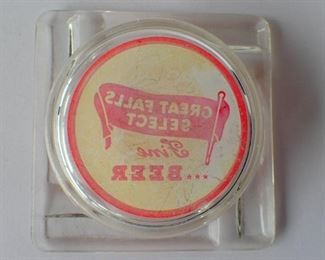 GREAT FALLS
SELECT
Fine
****BEER